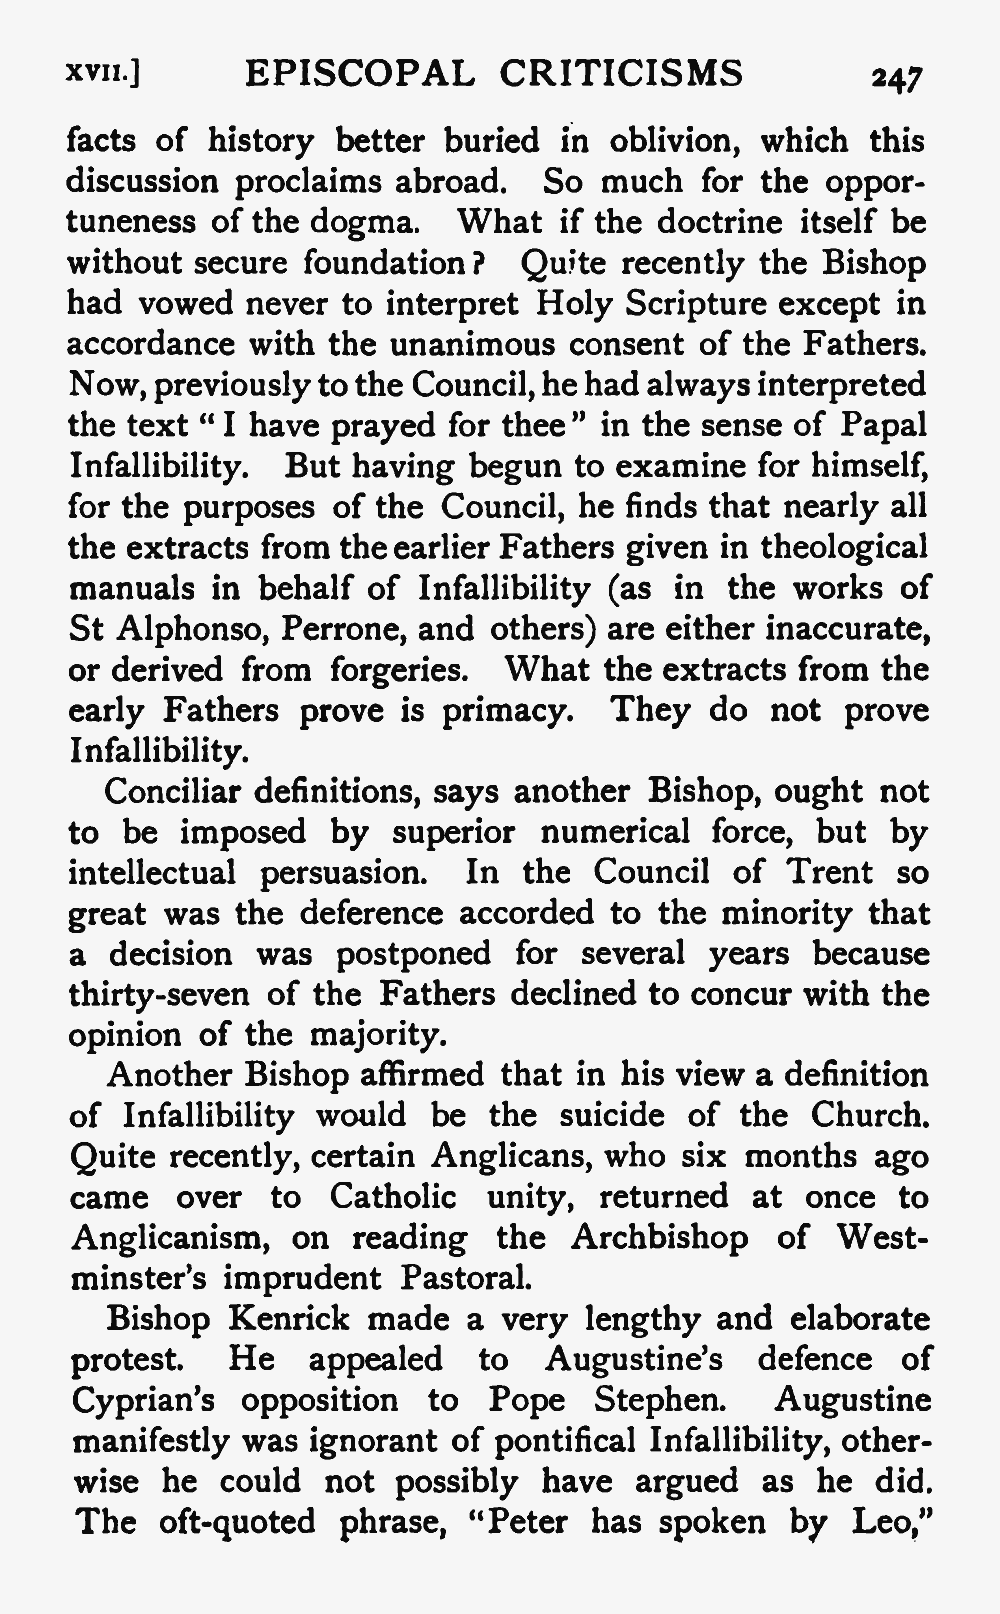 XVII.] EPISCOPAL CRITICISMS 247
facts of history better buried in oblivion, which this
discussion proclaims abroad. So much for the oppor-
tuneness of the dogma. What if the doctrine itself be
without secure foundation? Quite recently the Bishop
had vowed never to interpret Holy Scripture except in
accordance with the unanimous consent of the Fathers.
Now, previously to the Council, he had always interpreted
the text “I have prayed for thee” in the sense of Papal
Infallibility. But having begun to examine for himself,
for the purposes of the Council, he finds that nearly all
the extracts from the earlier Fathers given in theological
manuals in behalf of Infallibility (as in the works of
St Alphonso, Perrone, and others) are either inaccurate,
or derived from forgeries. What the extracts from the
early Fathers prove is primacy. They do not prove
Infallibility.
Conciliar definitions, says another Bishop, ought not
to be imposed by superior numerical force, but by
intellectual persuasion. In the Council of Trent so
great was the deference accorded to the minority that
a decision was postponed for several years because
thirty-seven of the Fathers declined to concur with the
opinion of the majority.
Another Bishop affirmed that in his view a definition
of Infallibility would be the suicide of the Church.
Quite recently, certain Anglicans, who six months ago
came over to Catholic unity, returned at once to
Anglicanism, on reading the Archbishop of West-
minster’s imprudent Pastoral.
Bishop Kenrick made a very lengthy and elaborate
protest. He appealed to Augustine’s defence of
Cyprian’s opposition to Pope Stephen. Augustine
manifestly was ignorant of pontifical Infallibility, other-
wise he could not possibly have argued as he did.
The oft-quoted phrase, “Peter has spoken by Leo,”